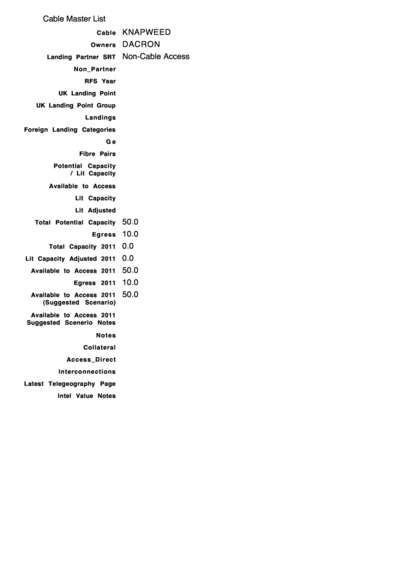 Cable Master List
Cable KNAPWEED
Owners DACRON
Landing Partner SRT Non-Cable Access
Non_Partner
RFS Year
UK Landing Point
UK Landing Point Group
Landings
Foreign Landing Categories
Ge
Fibre Pairs
Potential Capacity
/ Lit Capacity
Available to Access
Lit Capacity
Lit Adjusted
Total Potential Capacity 50.0
Egress 10.0
Total Capacity 2011 0.0
Lit Capacity Adjusted 2011 0.0
Available to Access 2011 50.0
Egress 2011 10.0
Available to Access 2011 50.0
(Suggested Scenario)
Available to Access 2011
Suggested Scenerio Notes
Notes
Collateral
Access_Direct
Interconnections
Latest Telegeography Page
Intel Value Notes